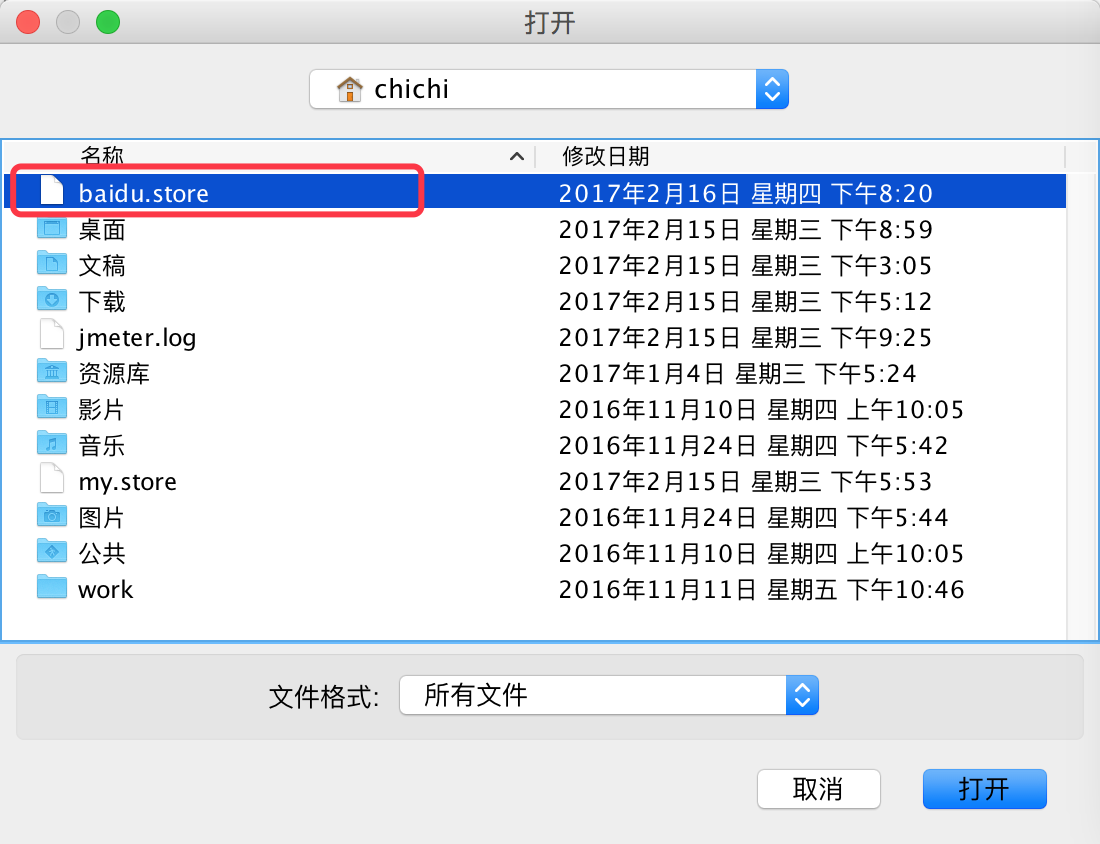 打开
chichi
名称 修改日期
baidu.store 2017年2月16日 星期四 下午8:20
桌面 2017年2月15日 星期三 下午8:59
文稿 2017年2月15日 星期三 下午3:05
下载 2017年2月15日 星期三 下午5:12
jmeter.log 2017年2月15日 星期三 下午9:25
资源库 2017年1月4日 星期三 下午5:24
影片 2016年11月10日 星期四 上午10:05
音乐 2016年11月24日 星期四 下午5:42
my.store 2017年2月15日 星期三 下午5:53
图片 2016年11月24日 星期四 下午5:44
公共 2016年11月10日 星期四 上午10:05
work 2016年11月11日 星期五 下午10:46
文件格式: 所有文件
取消 打开